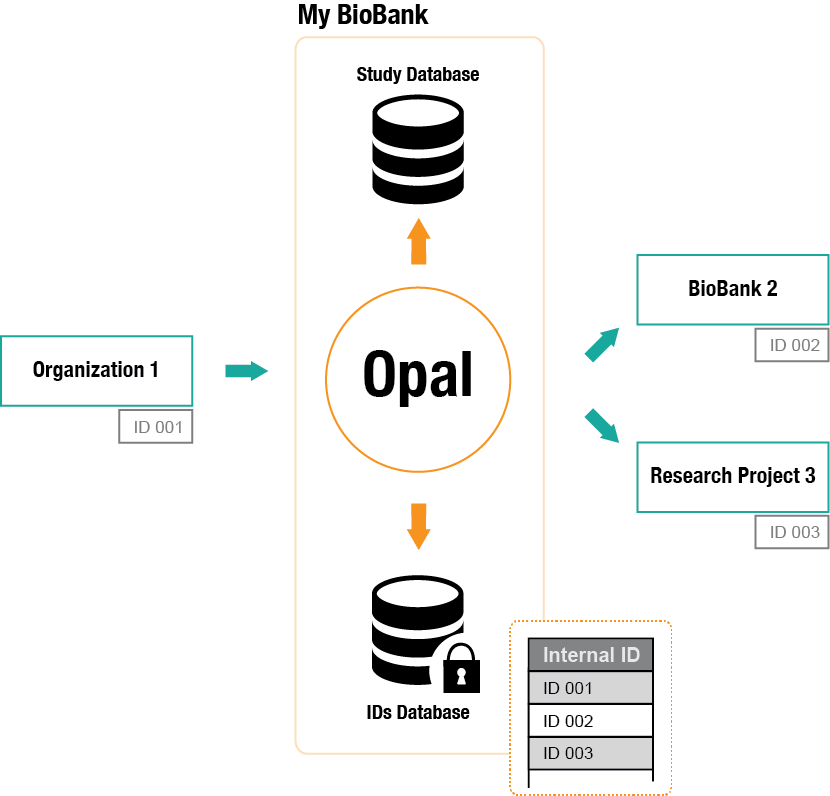 My BioBank
Study Database
Organization 1
ID 001
Opal
BioBank 2
ID 002
Research Project 3
ID 003
IDs Database
Internal ID
ID 001
ID 002
ID 003